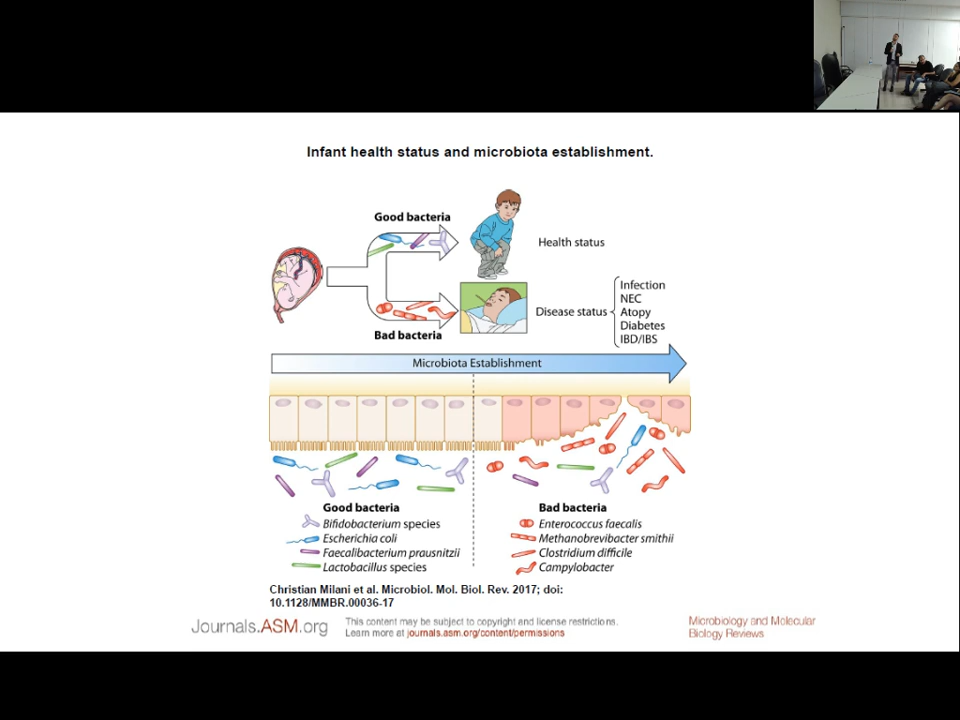 Infant health status and microbiota establishment.
Good bacteria
Health status
Disease status
Infection
NEC
Atopy
Diabetes
IBD/IBS
Bad bacteria
Microbiota Establishment
Good bacteria
Bifidobacterium species
Escherichia coli
Faecalibacterium prausnitzii
Lactobacillus species
Bad bacteria
Enterococcus faecalis
Methanobrevibacter smithii
Clostridium difficile
Campylobacter
Christian Milani et al. Microbiol. Mol. Biol. Rev. 2017; doi:
10.1128/MMBR.00036-17
Journals.ASM.org
This content may be subject to copyright and license restrictions.
Learn more at journals.asm.org/content/permissions
Microbiology and Molecular
Biology Reviews